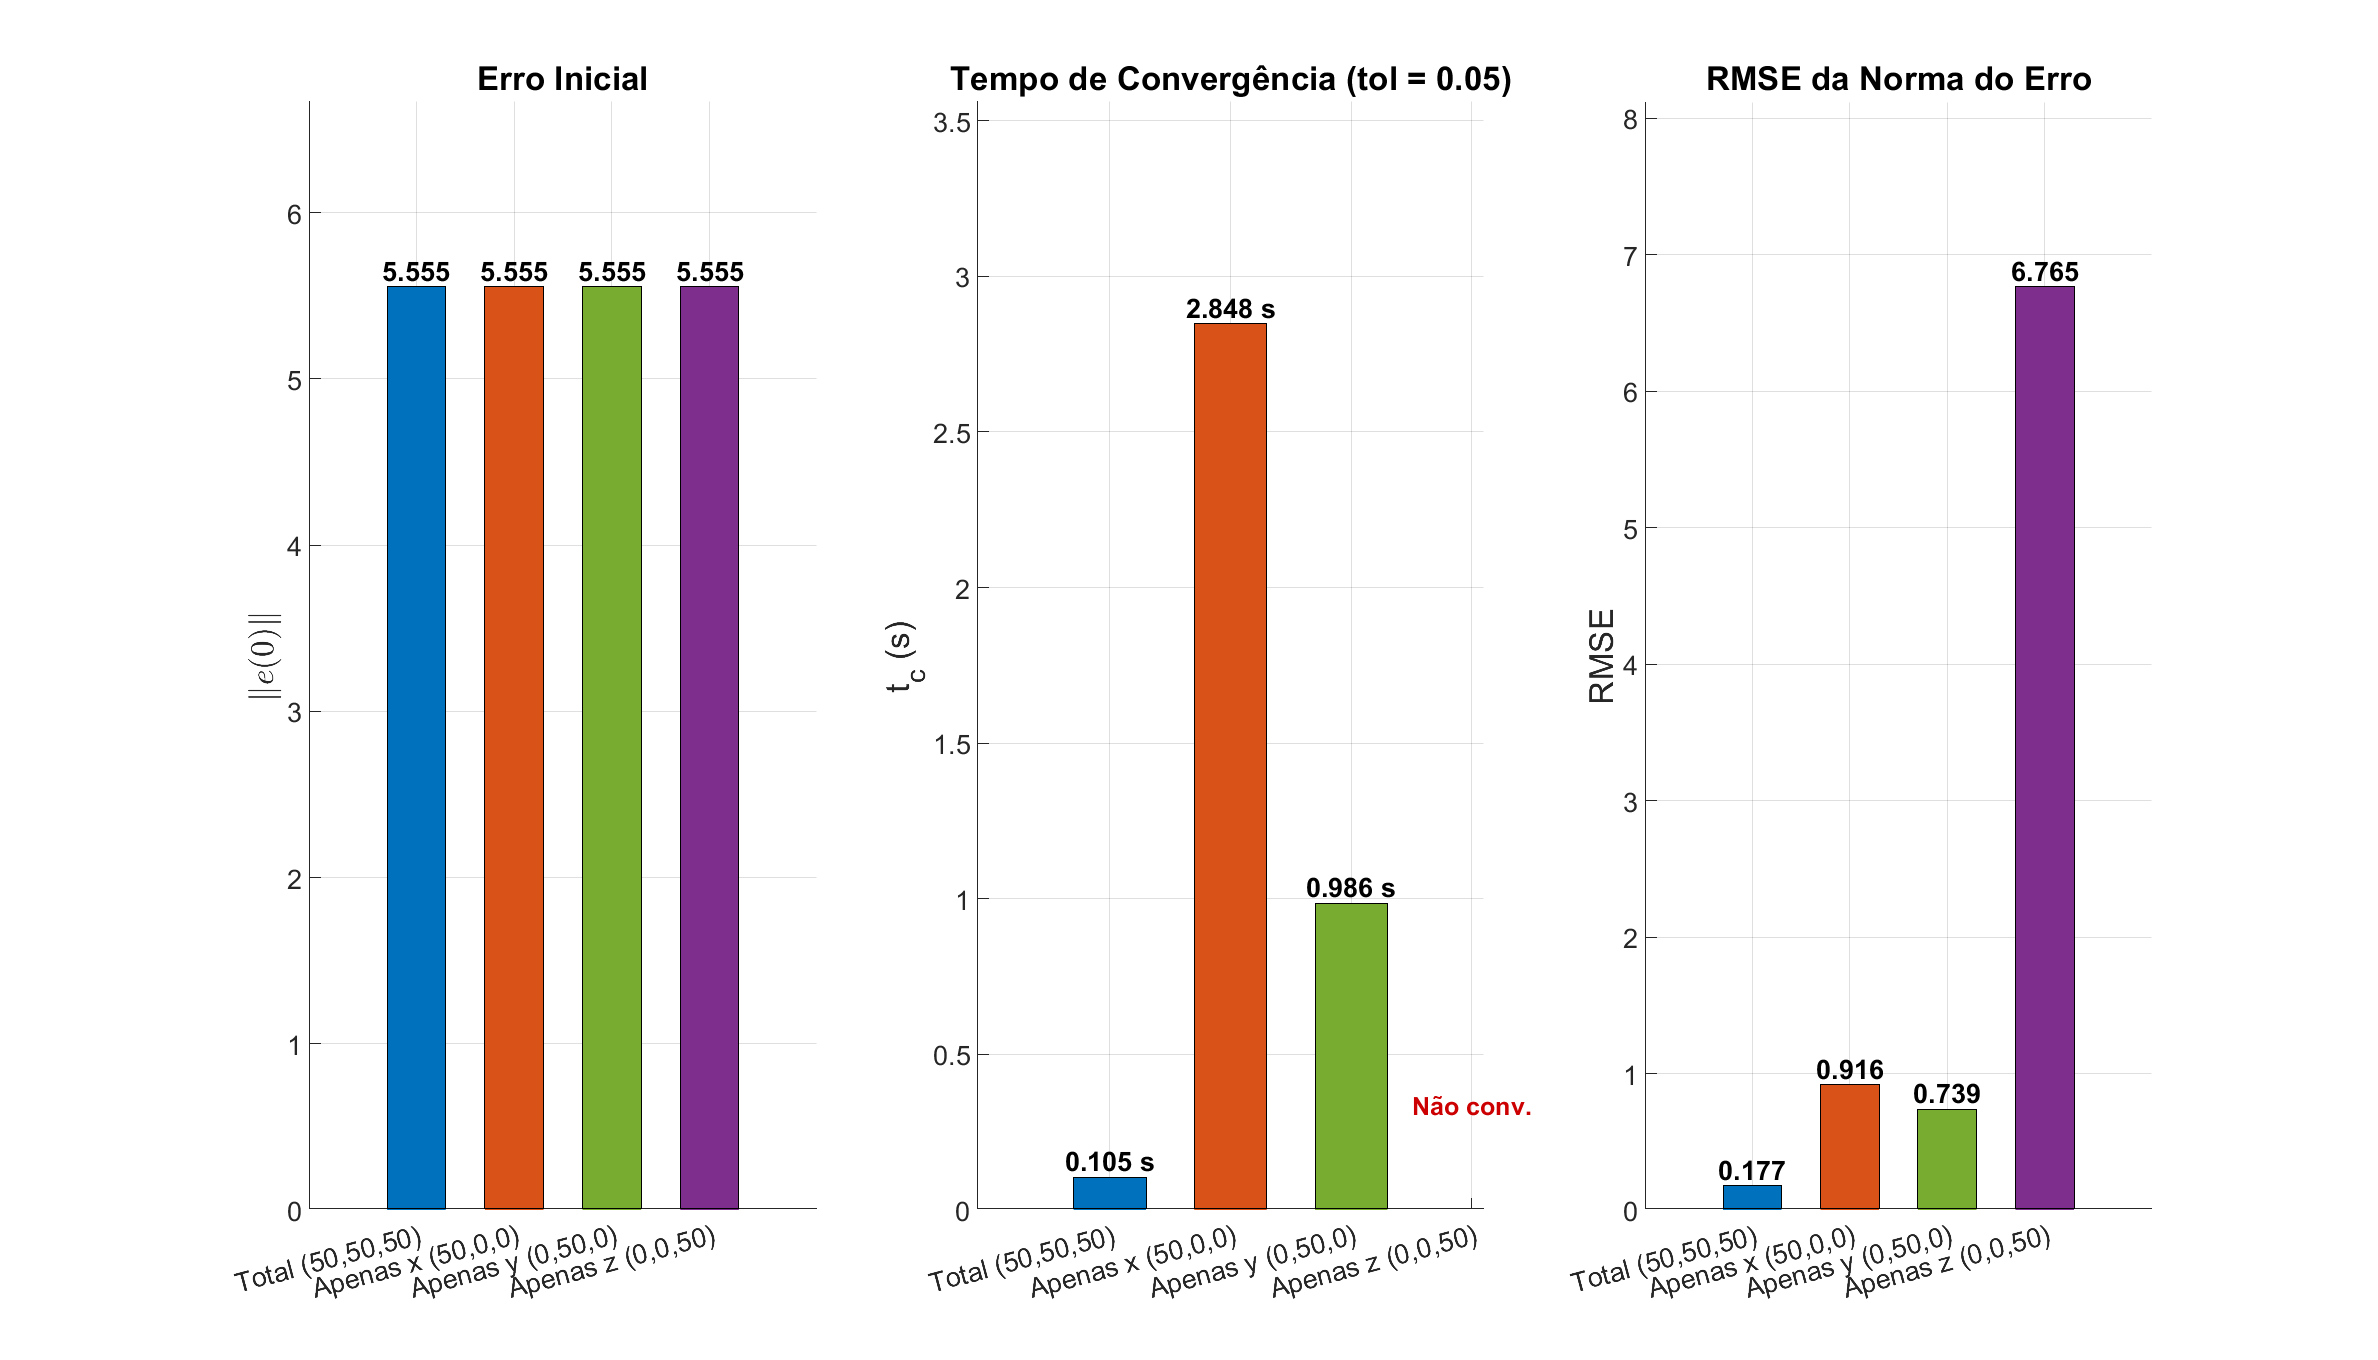 Erro Inicial
6
5
4
3
2
1
0
||e(0)||
5.555
5.555
5.555
5.555
Total (50,50,50)
Apenas x (50,0,0)
Apenas y (0,50,0)
Apenas z (0,0,50)
Tempo de Convergência (tol = 0.05)
3.5
3
2.5
2
1.5
1
0.5
0
t_c (s)
0.105 s
2.848 s
0.986 s
Não conv.
Total (50,50,50)
Apenas x (50,0,0)
Apenas y (0,50,0)
Apenas z (0,0,50)
RMSE da Norma do Erro
8
7
6
5
4
3
2
1
0
RMSE
0.177
0.916
0.739
6.765
Total (50,50,50)
Apenas x (50,0,0)
Apenas y (0,50,0)
Apenas z (0,0,50)